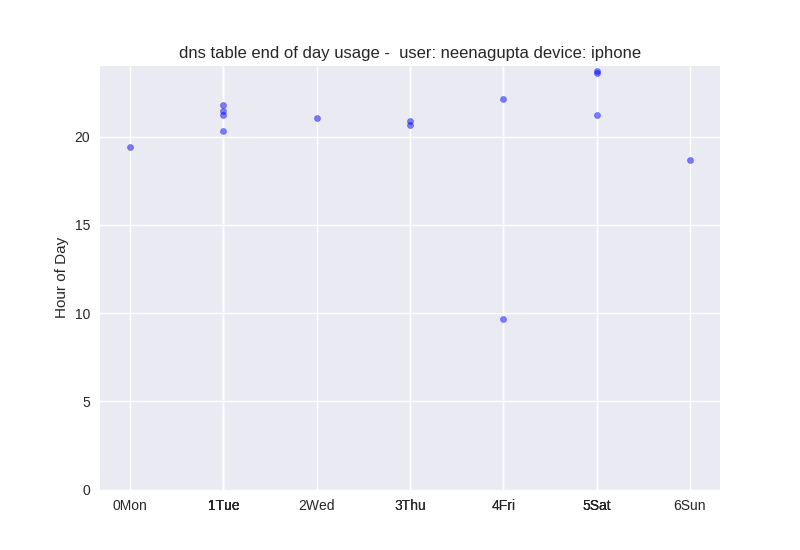 dns table end of day usage -  user: neenagupta device: iphone
Hour of Day
20
15
10
5
0
0Mon 1Tue 2Wed 3Thu 4Fri 5Sat 6Sun